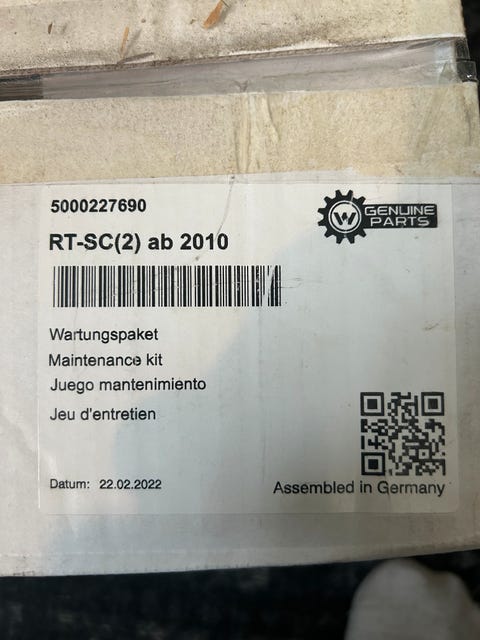 5000227690
W GENUINE
PARTS
RT-SC(2) ab 2010
Wartungspaket
Maintenance kit
Juego mantenimiento
Jeu d'entretien
Datum: 22.02.2022
Assembled in Germany